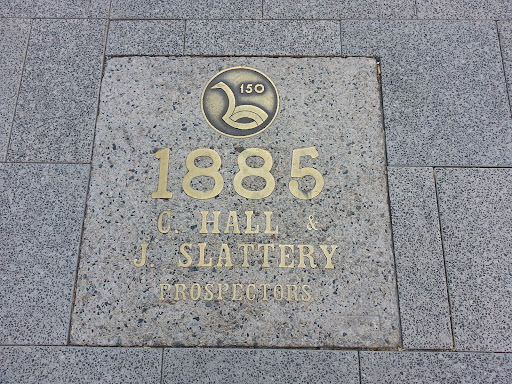 150
1885
C. HALL &
J. SLATTERY
PROSPECTORS